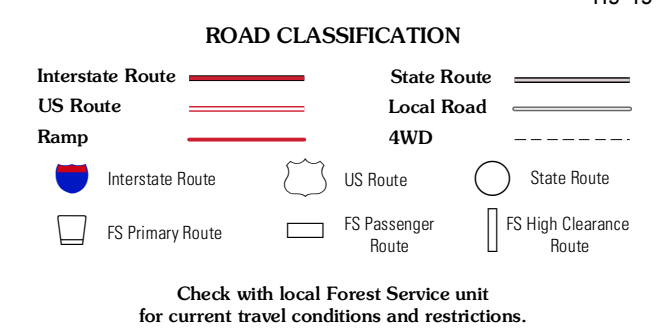 ROAD CLASSIFICATION
Interstate Route
State Route
US Route
Local Road
Ramp
4WD
Interstate Route
US Route
State Route
FS Primary Route
FS Passenger
Route
FS High Clearance
Route
Check with local Forest Service unit
for current travel conditions and restrictions.